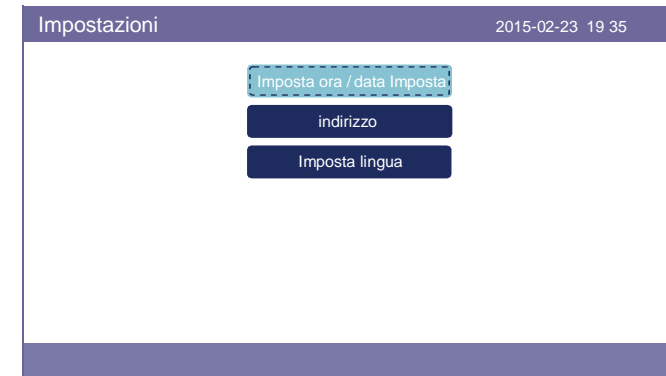 Impostazioni 2015-02-23 19 35
Imposta ora / data Imposta
indirizzo
Imposta lingua